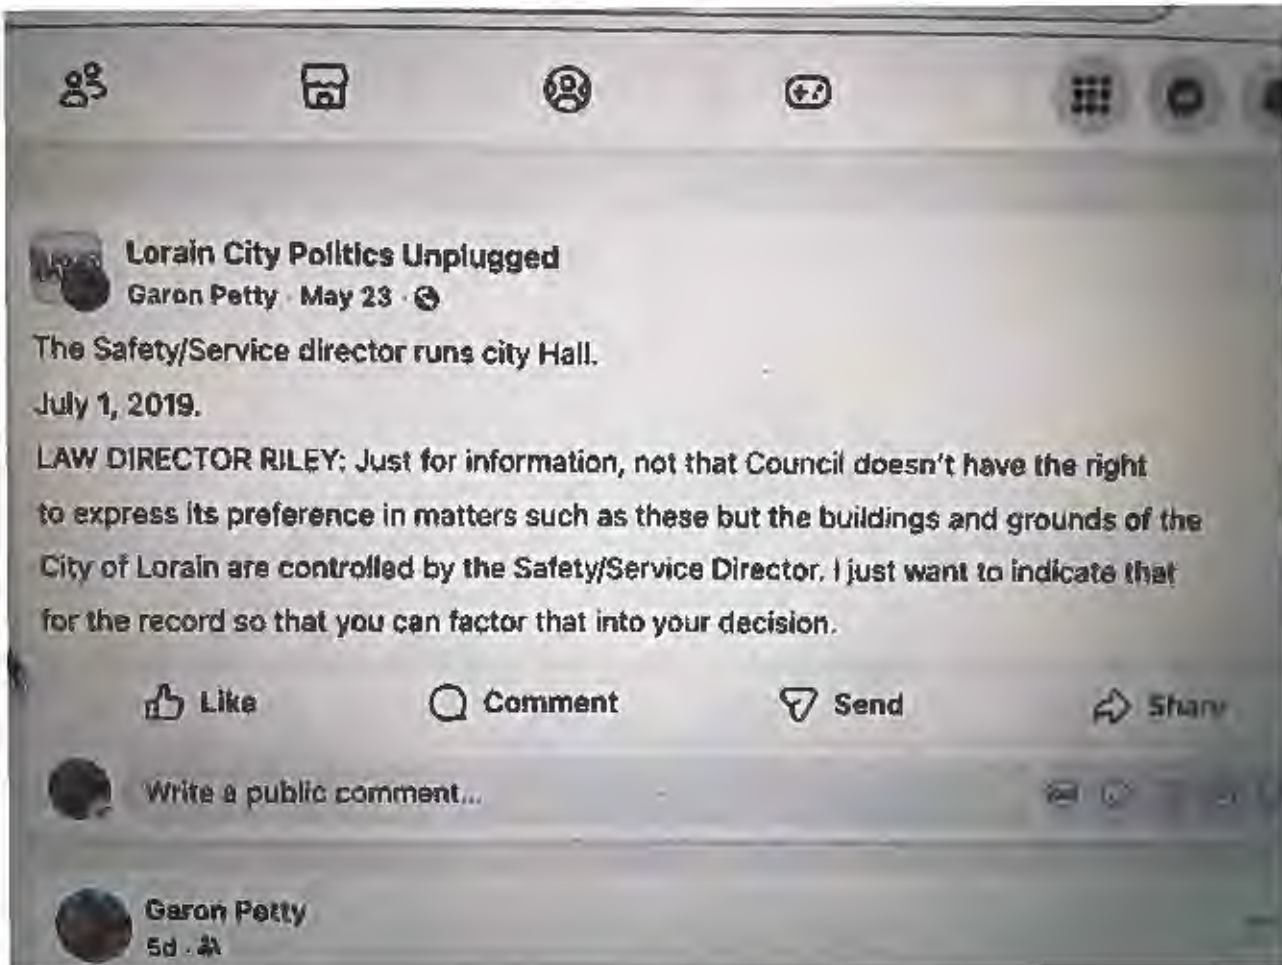 Lorain City Politics Unplugged
Garon Petty · May 23 ·
The Safety/Service director runs city Hall.
July 1, 2019.
LAW DIRECTOR RILEY: Just for information, not that Council doesn't have the right
to express its preference in matters such as these but the buildings and grounds of the
City of Lorain are controlled by the Safety/Service Director. I just want to indicate that
for the record so that you can factor that into your decision.
Like Comment Send Share
Write a public comment...
Garon Petty
5d ·